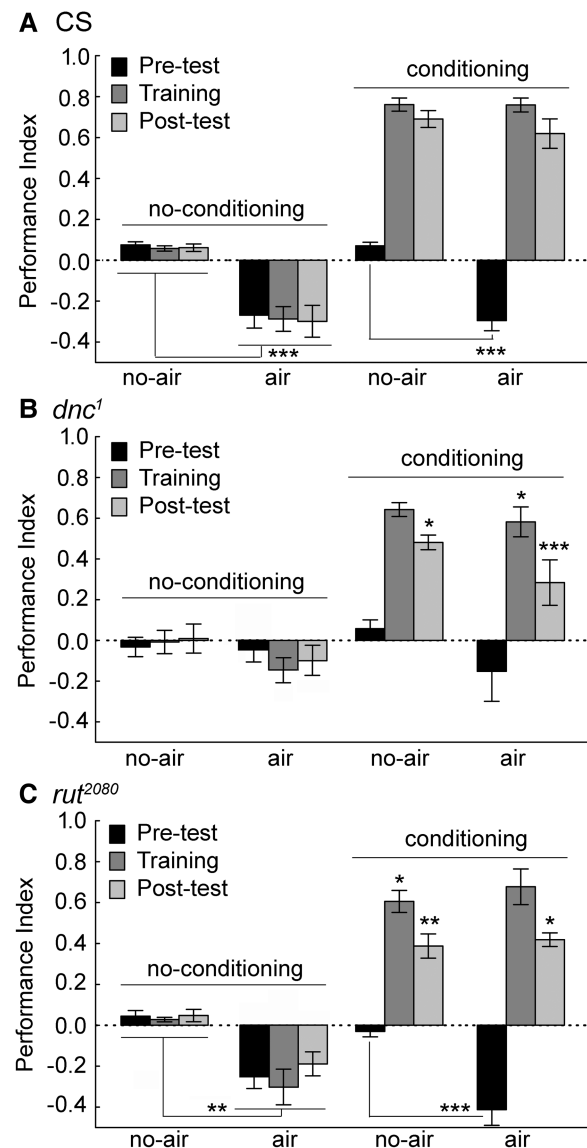 A CS
Performance Index
1.0
0.8
0.6
0.4
0.2
0.0
-0.2
-0.4
Pre-test
Training
Post-test
no-conditioning
conditioning
***
***
no-air air no-air air
B dnc¹
Performance Index
1.0
0.8
0.6
0.4
0.2
0.0
-0.2
-0.4
Pre-test
Training
Post-test
no-conditioning
conditioning
*
*
***
no-air air no-air air
C rut²⁰⁸⁰
Performance Index
1.0
0.8
0.6
0.4
0.2
0.0
-0.2
-0.4
Pre-test
Training
Post-test
no-conditioning
conditioning
*
**
*
**
***
no-air air no-air air